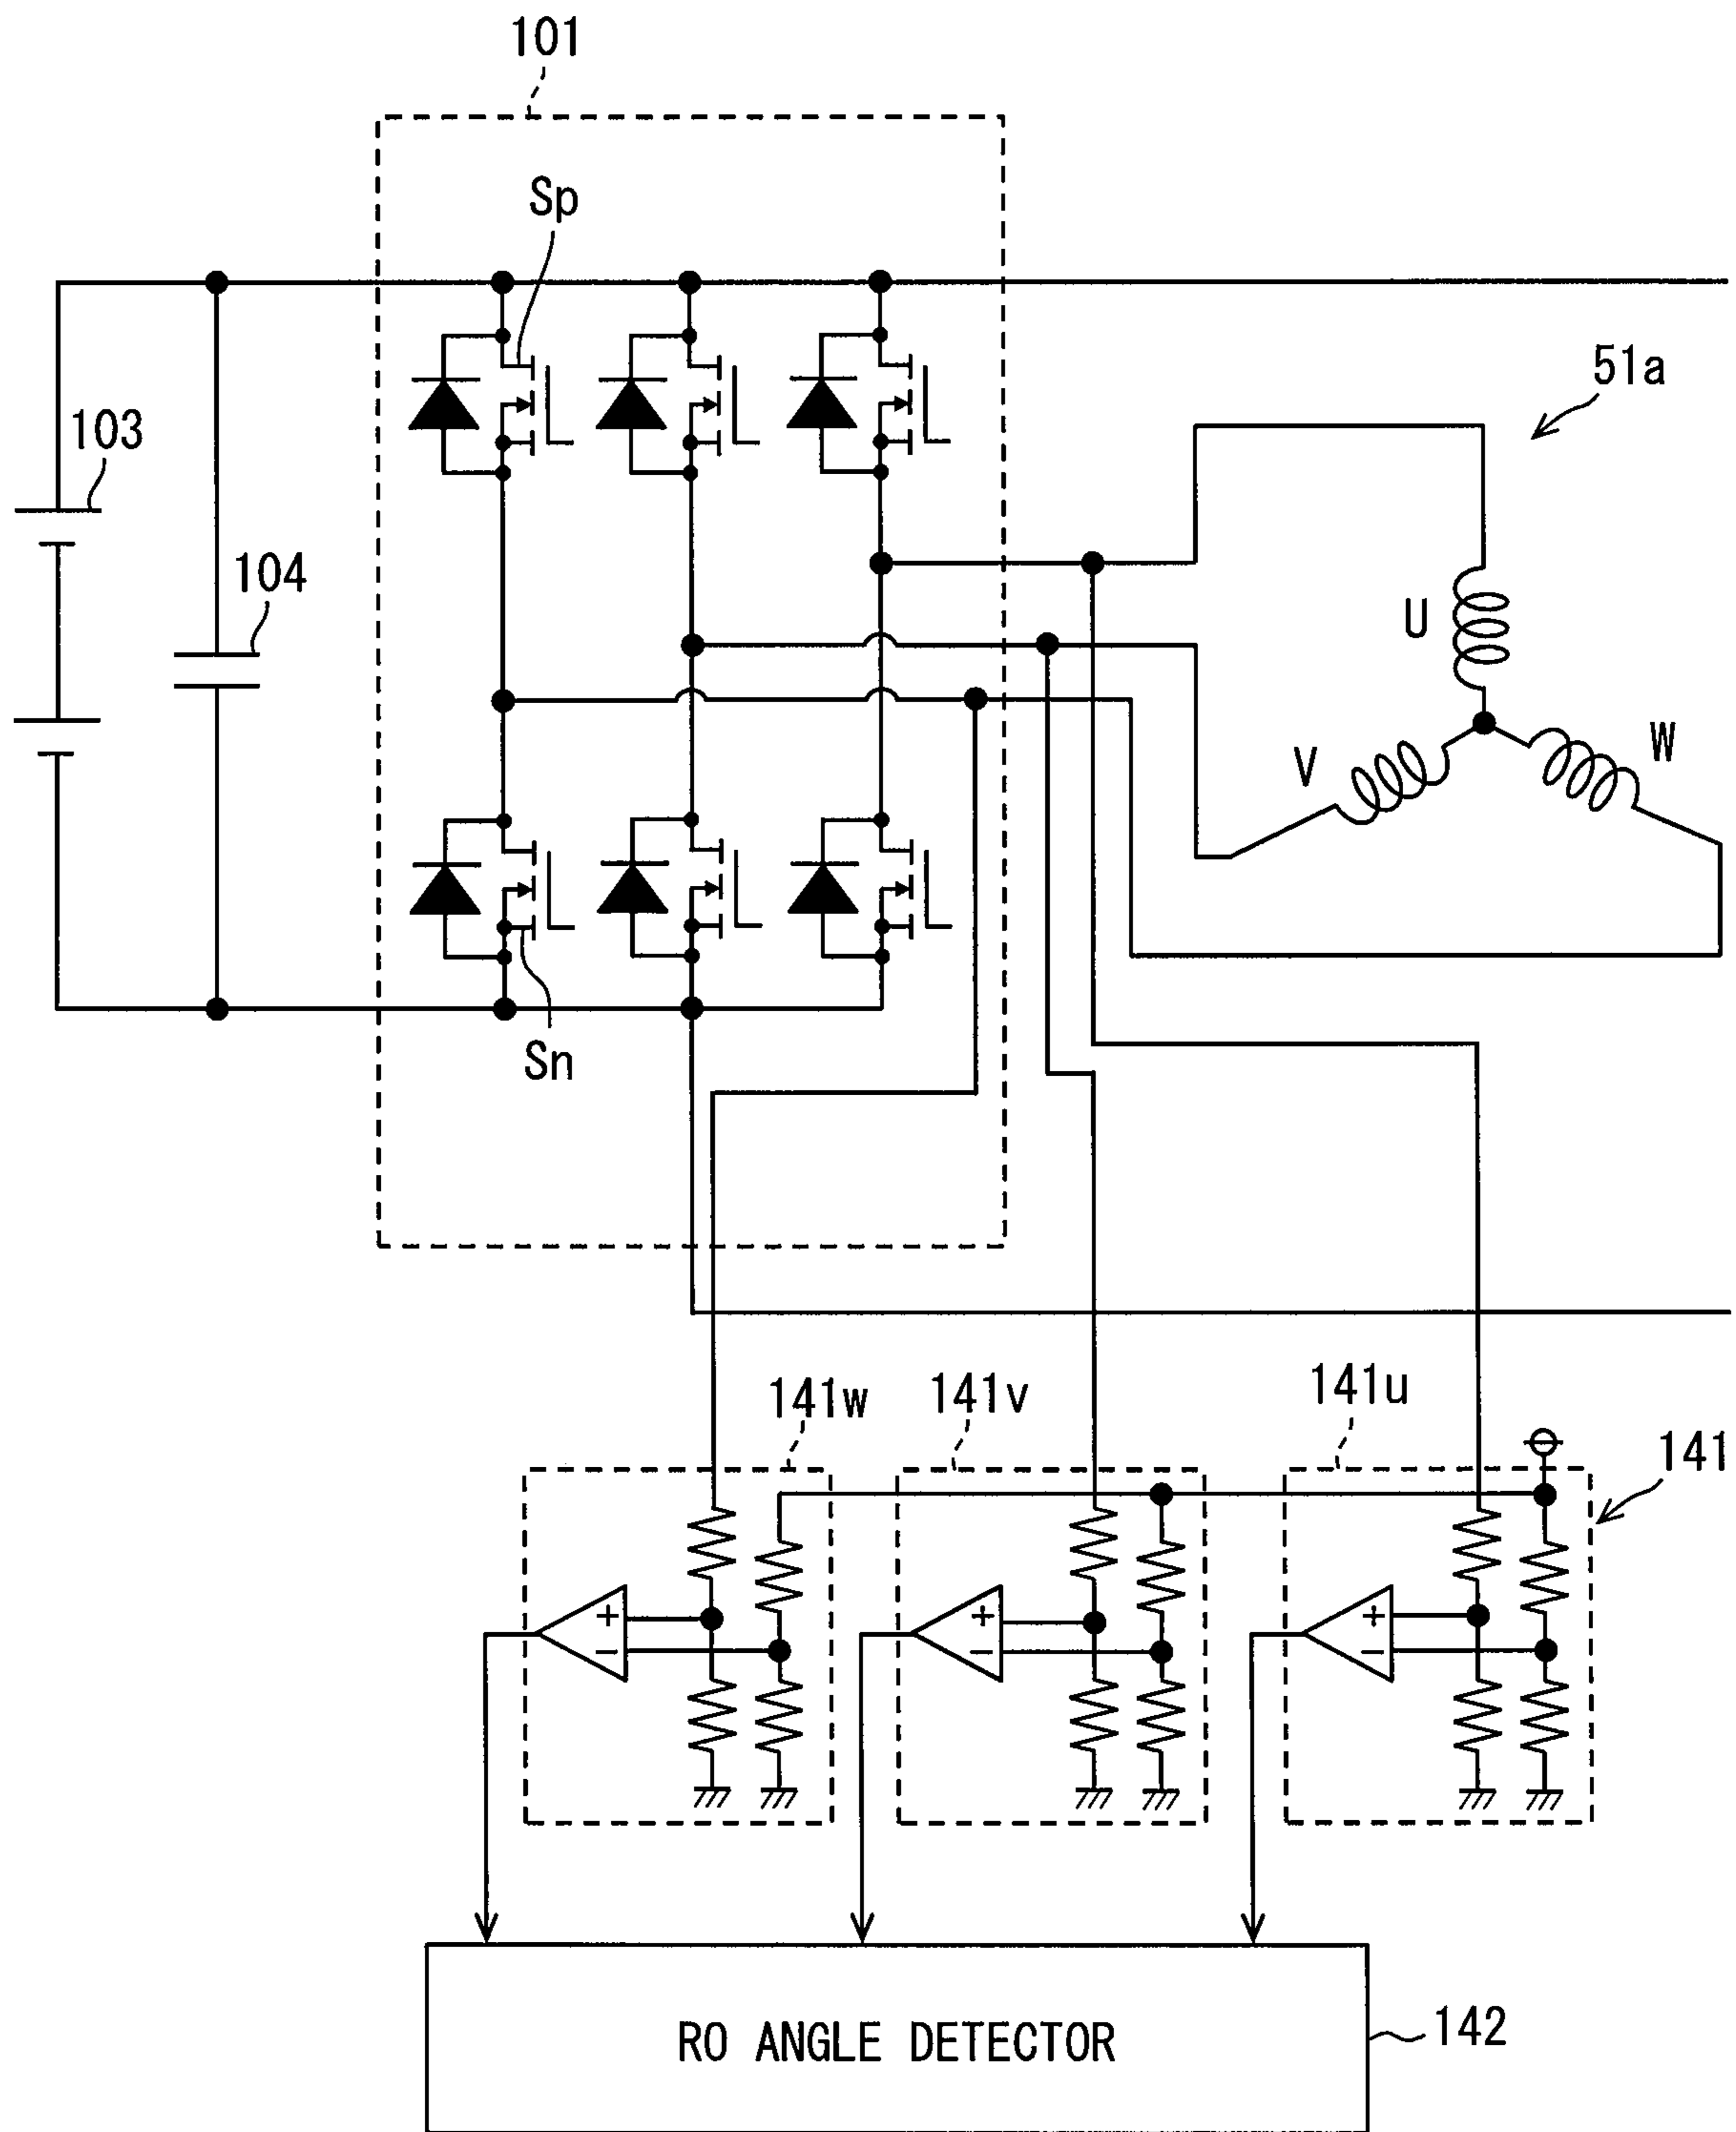 101
Sp
51a
103
104
U
V
W
Sn
141w
141v
141u
141
+
−
+
−
+
−
RO ANGLE DETECTOR
142